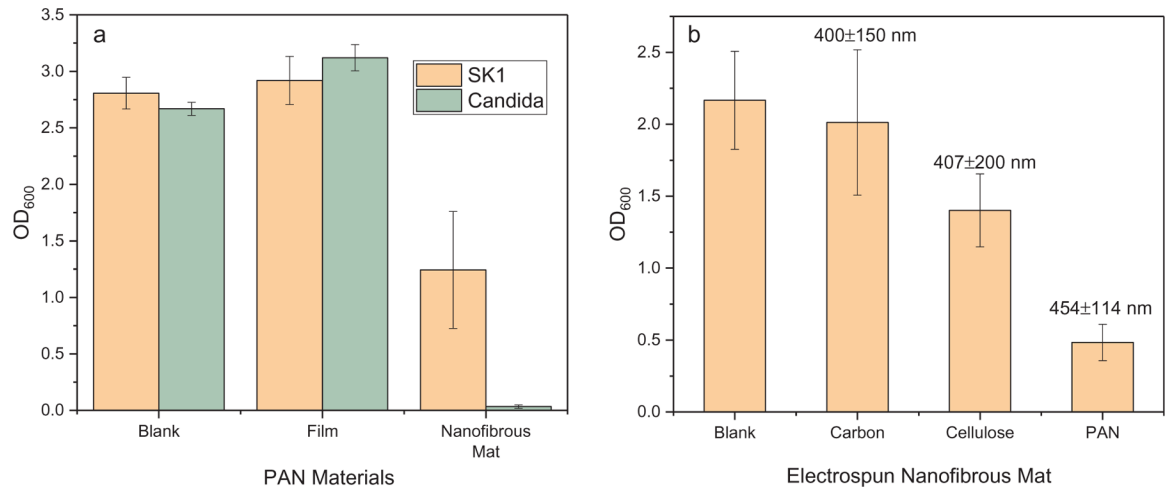 a
3.5
3.0
2.5
2.0
1.5
1.0
0.5
0.0
OD600
SK1
Candida
Blank
Film
Nanofibrous
Mat
PAN Materials
b
2.5
2.0
1.5
1.0
0.5
0.0
OD600
400±150 nm
407±200 nm
454±114 nm
Blank
Carbon
Cellulose
PAN
Electrospun Nanofibrous Mat